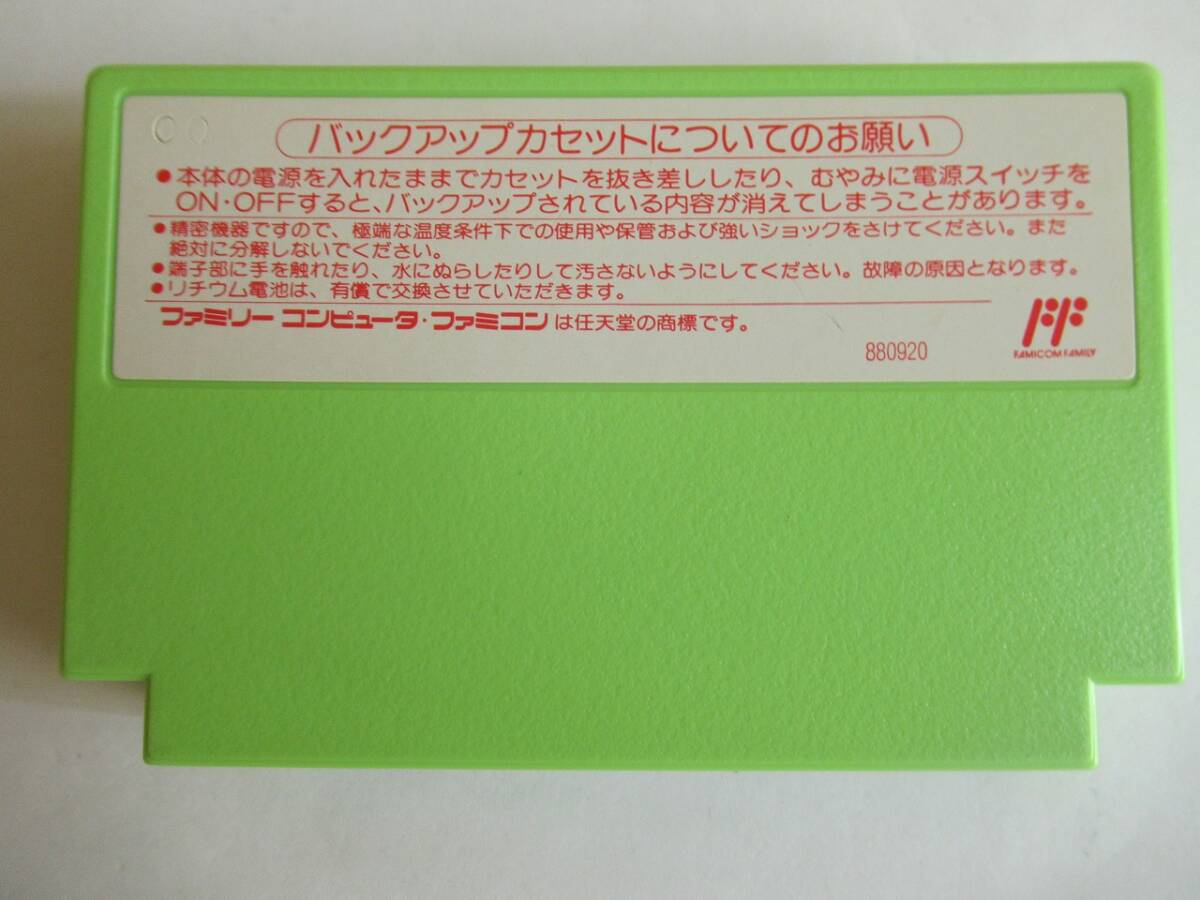 バックアップカセットについてのお願い
●本体の電源を入れたままでカセットを抜き差ししたり、むやみに電源スイッチを
ON・OFFすると、バックアップされている内容が消えてしまうことがあります。
●精密機器ですので、極端な温度条件下での使用や保管および強いショックをさけてください。また
絶対に分解しないでください。
●端子部に手を触れたり、水にぬらしたりして汚さないようにしてください。故障の原因となります。
●リチウム電池は、有償で交換させていただきます。
ファミリー コンピュータ・ファミコンは任天堂の商標です。
880920
FAMICOM FAMILY